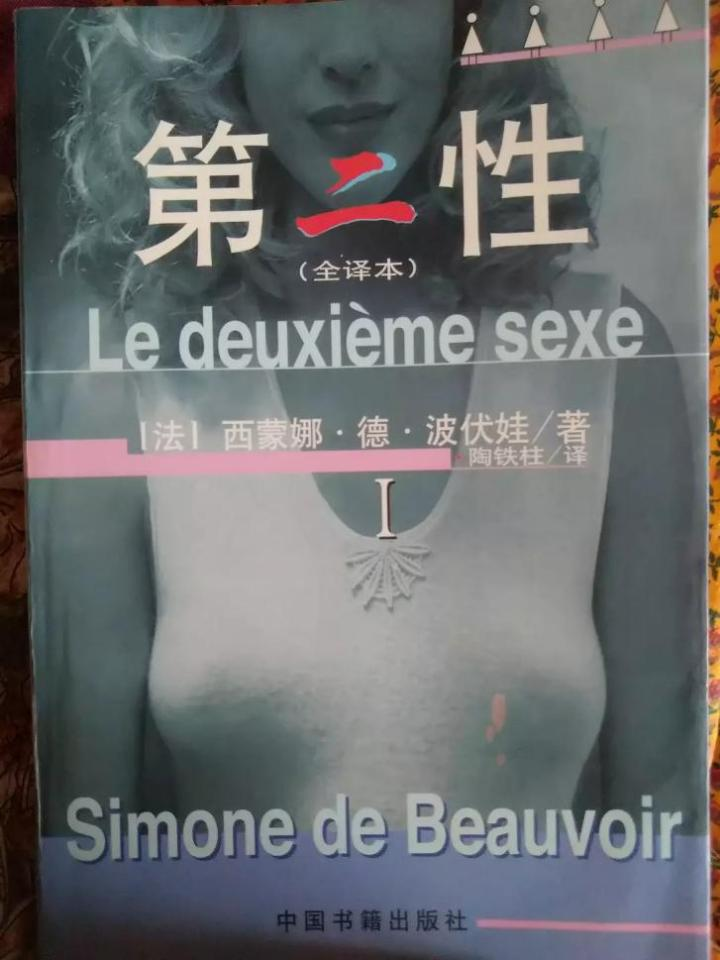 第二性
（全译本）
Le deuxième sexe
［法］ 西蒙娜·德·波伏娃／著
·陶铁柱／译
I
Simone de Beauvoir
中国书籍出版社